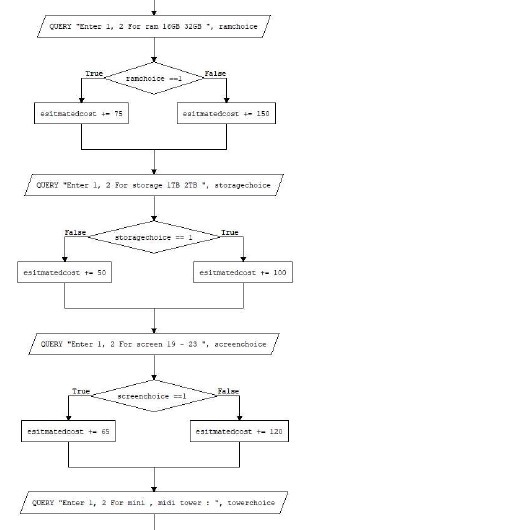 QUERY "Enter 1, 2 For ram 16GB 32GB ", ramchoice
True
ramchoice ==1
False
esitmatedcost += 75
esitmatedcost += 150
QUERY "Enter 1, 2 For storage 1TB 2TB ", storagechoice
False
storagechoice == 1
True
esitmatedcost += 50
esitmatedcost += 100
QUERY "Enter 1, 2 For screen 19 - 23 ", screenchoice
True
screenchoice ==1
False
esitmatedcost += 65
esitmatedcost += 120
QUERY "Enter 1, 2 For mini , midi tower : ", towerchoice